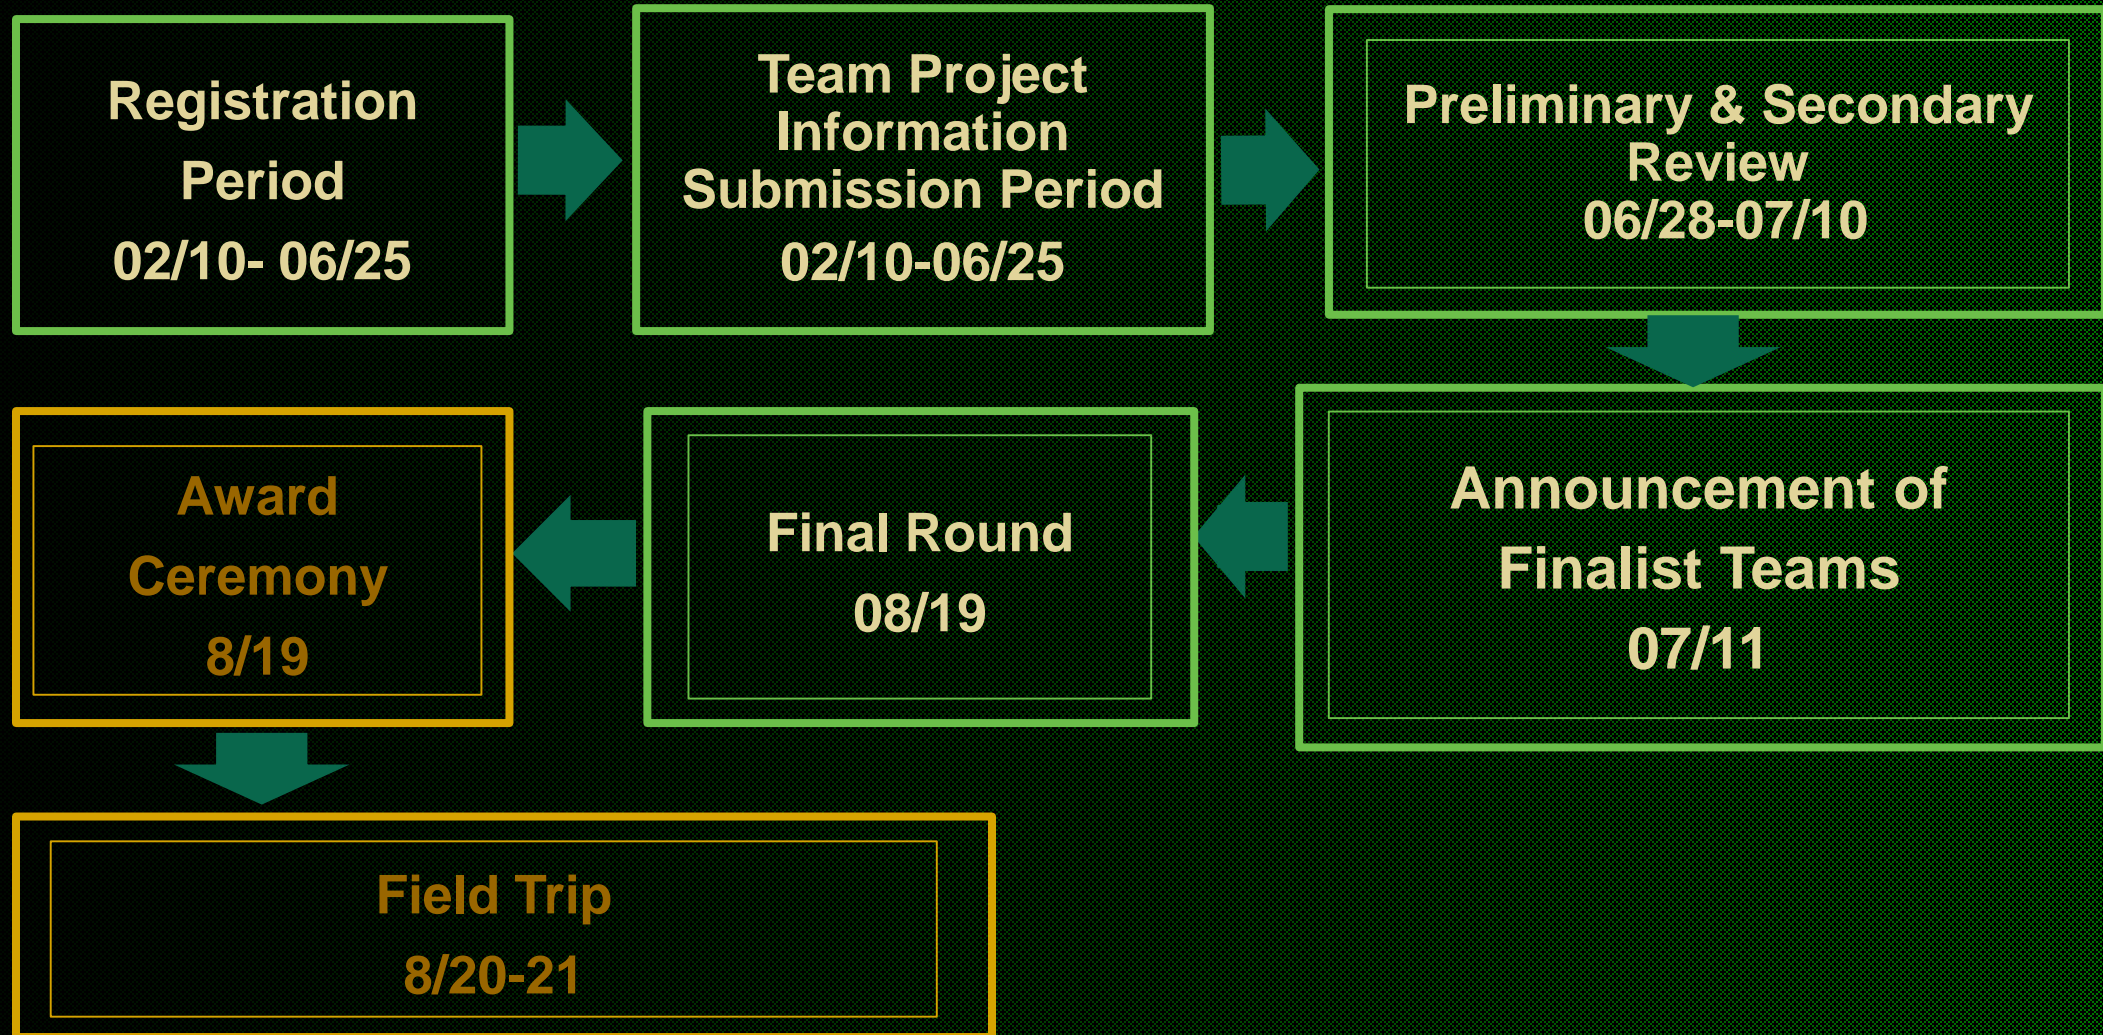 Registration
Period
02/10- 06/25
Team Project
Information
Submission Period
02/10-06/25
Preliminary & Secondary
Review
06/28-07/10
Announcement of
Finalist Teams
07/11
Final Round
08/19
Award
Ceremony
8/19
Field Trip
8/20-21